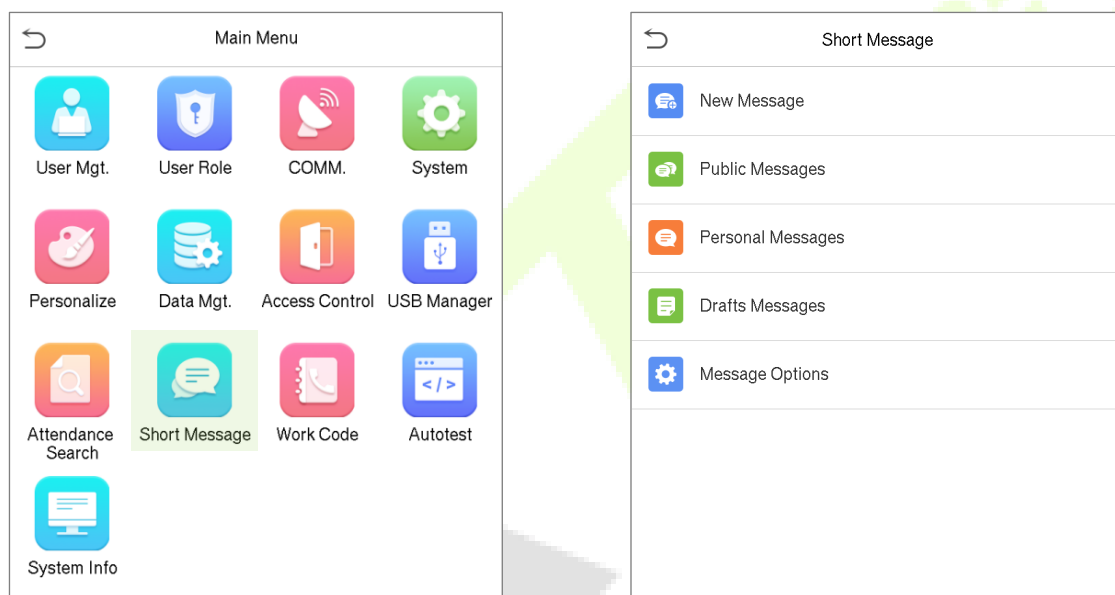 Main Menu
User Mgt.
User Role
COMM.
System
Personalize
Data Mgt.
Access Control
USB Manager
Attendance
Search
Short Message
Work Code
</>
Autotest
System Info
Short Message
New Message
Public Messages
Personal Messages
Drafts Messages
Message Options